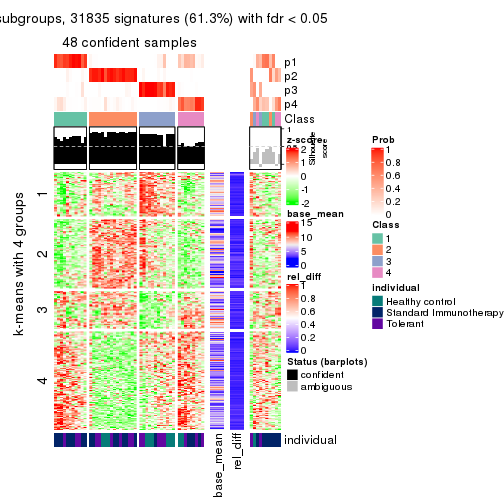 subgroups, 31835 signatures (61.3%) with fdr < 0.05
48 confident samples
p1
p2
p3
p4
Class
1
Silhouette
score
z-score
2
1
0
-1
-2
base_mean
15
10
5
0
rel_diff
1
0.8
0.6
0.4
0.2
0
Status (barplots)
confident
ambiguous
Prob
1
0.8
0.6
0.4
0.2
0
Class
1
2
3
4
individual
Healthy control
Standard Immunotherapy
Tolerant
k-means with 4 groups
1
2
3
4
individual
base_mean
rel_diff